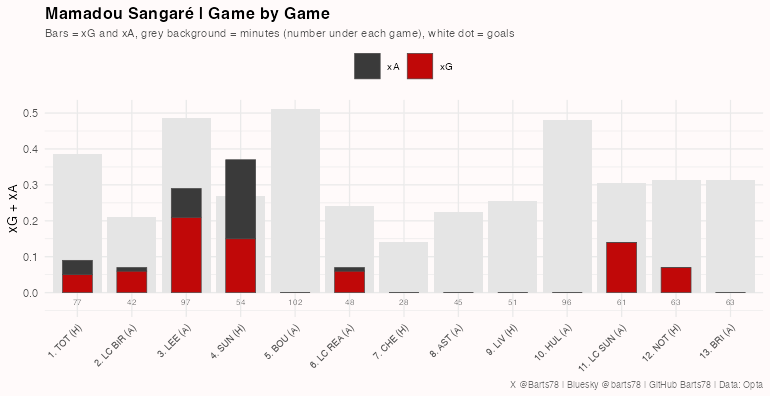 Mamadou Sangaré | Game by Game
Bars = xG and xA, grey background = minutes (number under each game), white dot = goals
xA xG
xG + xA
0.5
0.4
0.3
0.2
0.1
0.0
77 42 97 54 102 48 28 45 51 96 61 63 63
1. TOT (H)
2. LC BIR (A)
3. LEE (A)
4. SUN (H)
5. BOU (A)
6. LC REA (A)
7. CHE (H)
8. AST (A)
9. LIV (H)
10. HUL (A)
11. LC SUN (A)
12. NOT (H)
13. BRI (A)
X @Barts78 | Bluesky @barts78 | GitHub Barts78 | Data: Opta